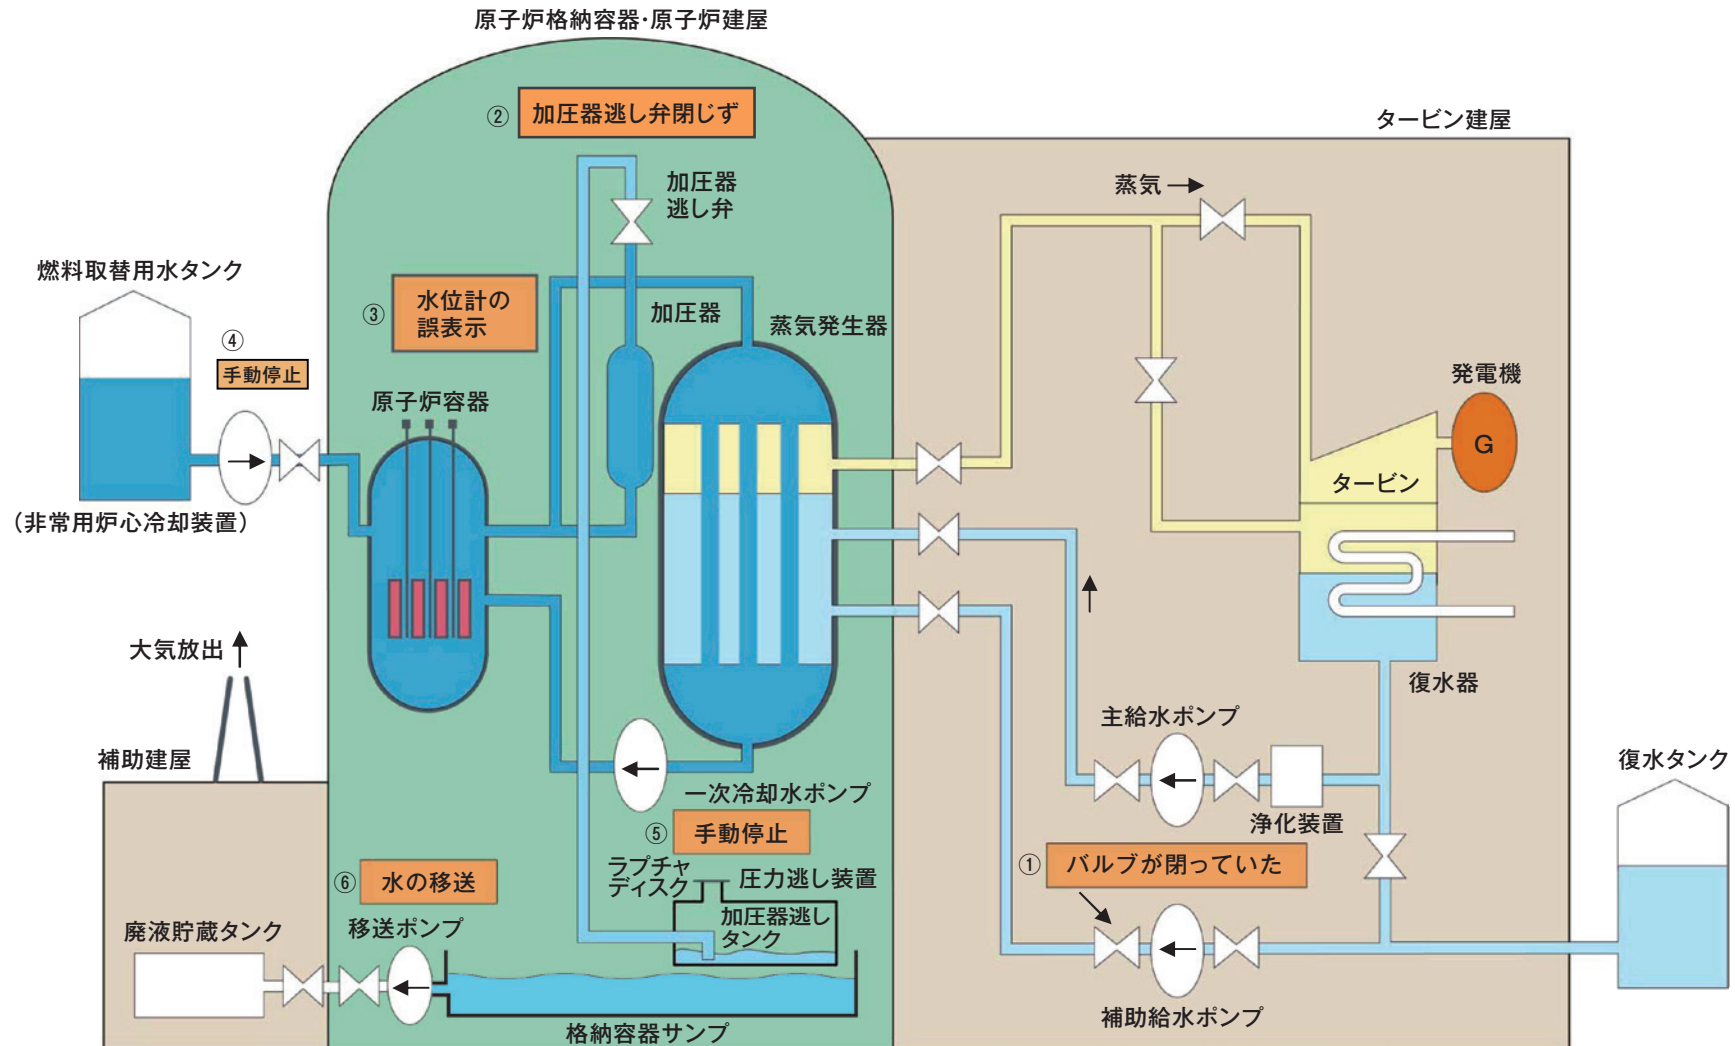 原子炉格納容器・原子炉建屋
② 加圧器逃し弁閉じず
タービン建屋
加圧器
逃し弁
蒸気
燃料取替用水タンク
③ 水位計の
誤表示
加圧器
蒸気発生器
④
手動停止
原子炉容器
発電機
G
タービン
（非常用炉心冷却装置）
大気放出
復水器
主給水ポンプ
補助建屋
復水タンク
一次冷却水ポンプ
浄化装置
⑤ 手動停止
① バルブが閉っていた
⑥ 水の移送
ラプチャ
ディスク
圧力逃し装置
加圧器逃し
タンク
廃液貯蔵タンク
移送ポンプ
補助給水ポンプ
格納容器サンプ